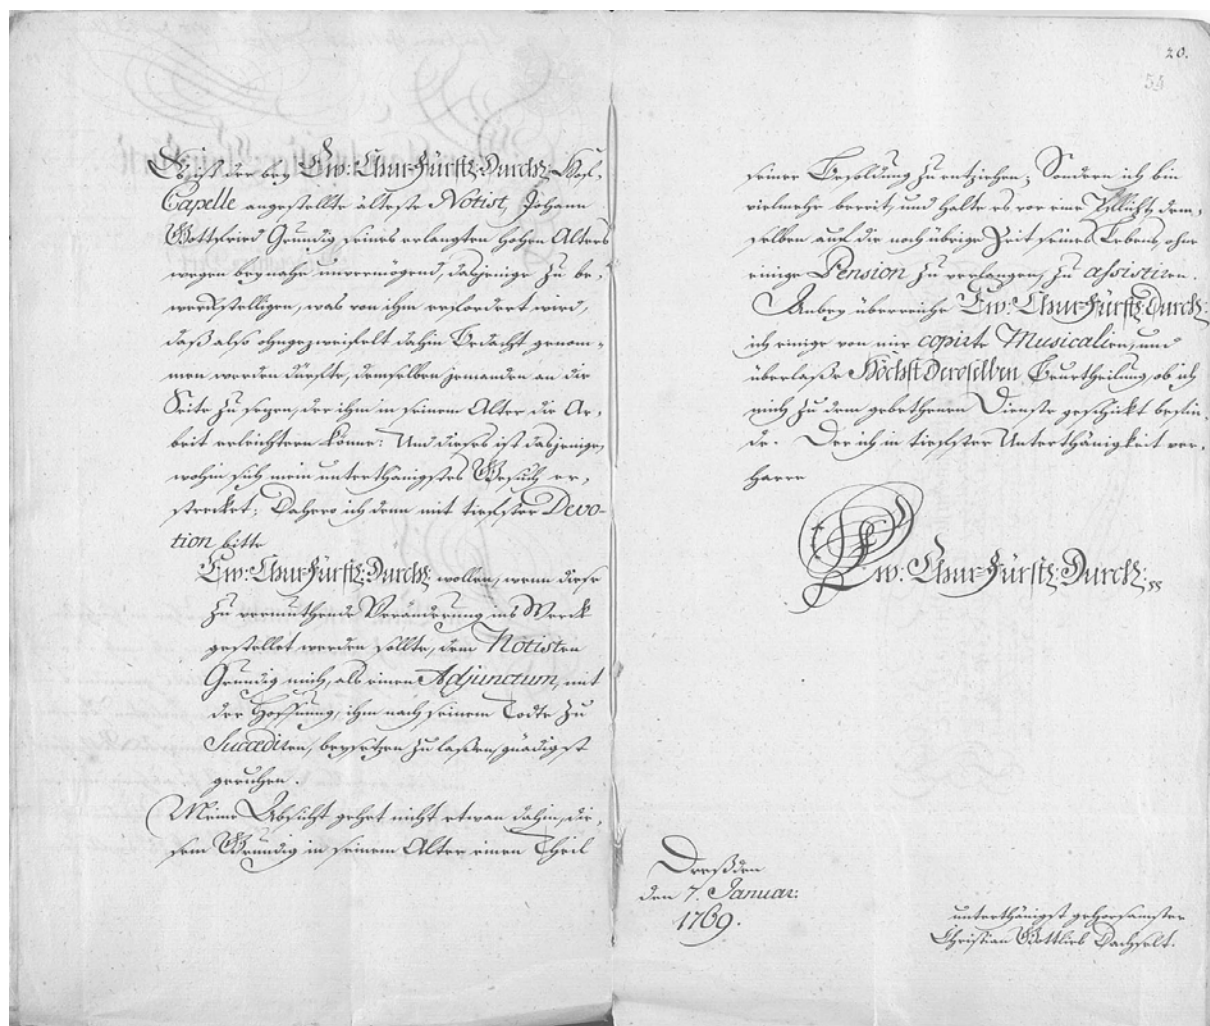 Es ist der bey Ew: Chur-Fürstl: Durchl: Hof-
Capelle angestellte älteste Notist, Johann
Gottfried Grundig, seines erlangten hohen Alters
wegen beynahe unvermögend, dasjenige zu be-
werckstelligen, was von ihm erfordert wird,
daß also ohngezweifelt dahin Bedacht genom-
men werden dürfte, demselben jemanden an die
Seite zu setzen, der ihm in seinem Alter die Ar-
beit erleichtern könne: Und dieses ist dasjenige,
wohin sich mein unterthänigstes Gesuch er-
strecket; Dahero ich denn mit tiefster Devo-
tion bitte
Ew: Chur-Fürstl: Durchl: wollen, wenn diese
zu vermuthende Veränderung ins Werck
gestellet werden sollte, dem Notisten
Grundig mich, als einen Adjunctum, mit
der Hoffnung, ihm nach seinem Todte zu
succediren, beysetzen zu laßen, gnädigst
geruhen.
Meine Absicht gehet nicht etwan dahin, die-
sem Grundig in seinem Alter einen Theil
20.
54
seiner Besoldung zu entziehen; Sondern ich bin
vielmehr bereit, und halte es vor eine Pflicht, dem-
selben auf die noch übrige Zeit seines Lebens, ohne
einige Pension zu verlangen, zu assistiren.
Anbey überreiche Ew: Chur-Fürstl: Durchl:
ich einige von mir copirte Musicalien, und
überlaße Höchst Deroselben Beurtheilung, ob ich
mich zu dem gebethenen Dienste geschickt befin-
de. Der ich in tiefster Unterthänigkeit ver-
harre
Ew: Chur-Fürstl: Durchl:
Dreßden
den 7. Januar:
1769.
unterthänigst gehorsamster
Christian Gottlieb Dachselt.